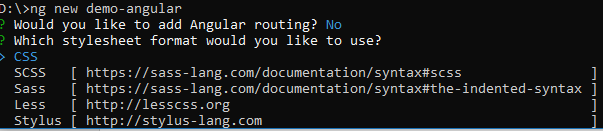 D:\>ng new demo-angular
? Would you like to add Angular routing? No
? Which stylesheet format would you like to use?
> CSS
  SCSS   [ https://sass-lang.com/documentation/syntax#scss                ]
  Sass   [ https://sass-lang.com/documentation/syntax#the-indented-syntax ]
  Less   [ http://lesscss.org                                             ]
  Stylus [ http://stylus-lang.com                                         ]